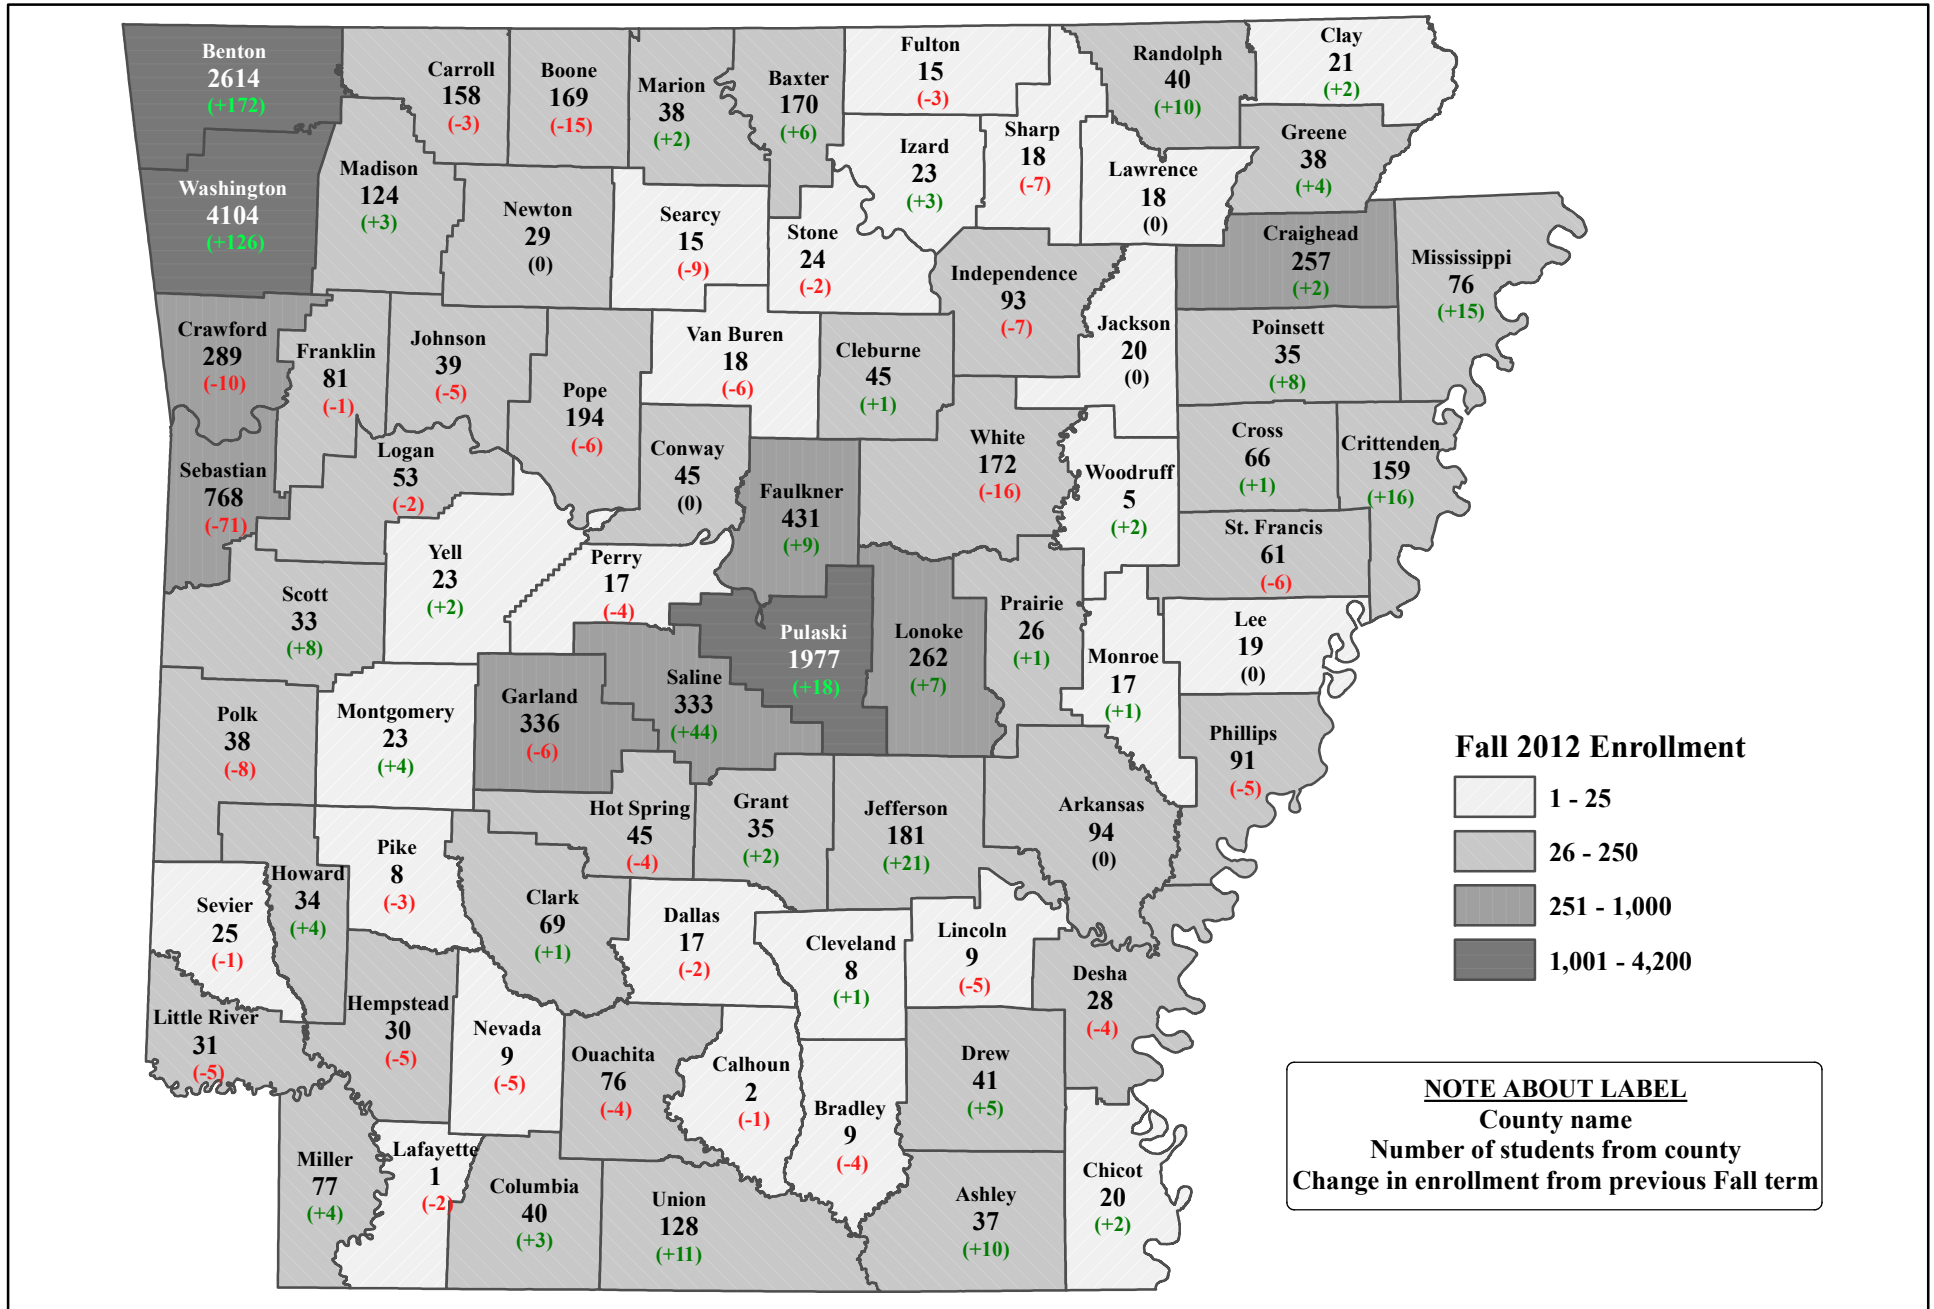 Benton
2614
(+172)
Carroll
158
(-3)
Boone
169
(-15)
Marion
38
(+2)
Baxter
170
(+6)
Fulton
15
(-3)
Randolph
40
(+10)
Clay
21
(+2)
Washington
4104
(+126)
Madison
124
(+3)
Newton
29
(0)
Searcy
15
(-9)
Stone
24
(-2)
Izard
23
(+3)
Sharp
18
(-7)
Lawrence
18
(0)
Greene
38
(+4)
Craighead
257
(+2)
Mississippi
76
(+15)
Independence
93
(-7)
Jackson
20
(0)
Poinsett
35
(+8)
Crawford
289
(-10)
Franklin
81
(-1)
Johnson
39
(-5)
Pope
194
(-6)
Van Buren
18
(-6)
Cleburne
45
(+1)
Sebastian
768
(-71)
Logan
53
(-2)
Conway
45
(0)
Faulkner
431
(+9)
White
172
(-16)
Woodruff
5
(+2)
Cross
66
(+1)
Crittenden
159
(+16)
St. Francis
61
(-6)
Scott
33
(+8)
Yell
23
(+2)
Perry
17
(-4)
Pulaski
1977
(+18)
Lonoke
262
(+7)
Prairie
26
(+1)
Monroe
17
(+1)
Lee
19
(0)
Polk
38
(-8)
Montgomery
23
(+4)
Garland
336
(-6)
Saline
333
(+44)
Phillips
91
(-5)
Hot Spring
45
(-4)
Grant
35
(+2)
Jefferson
181
(+21)
Arkansas
94
(0)
Sevier
25
(-1)
Howard
34
(+4)
Pike
8
(-3)
Clark
69
(+1)
Dallas
17
(-2)
Cleveland
8
(+1)
Lincoln
9
(-5)
Desha
28
(-4)
Little River
31
(-5)
Hempstead
30
(-5)
Nevada
9
(-5)
Ouachita
76
(-4)
Calhoun
2
(-1)
Bradley
9
(-4)
Drew
41
(+5)
Miller
77
(+4)
Lafayette
1
(-2)
Columbia
40
(+3)
Union
128
(+11)
Ashley
37
(+10)
Chicot
20
(+2)
Fall 2012 Enrollment
1 - 25
26 - 250
251 - 1,000
1,001 - 4,200
NOTE ABOUT LABEL
County name
Number of students from county
Change in enrollment from previous Fall term